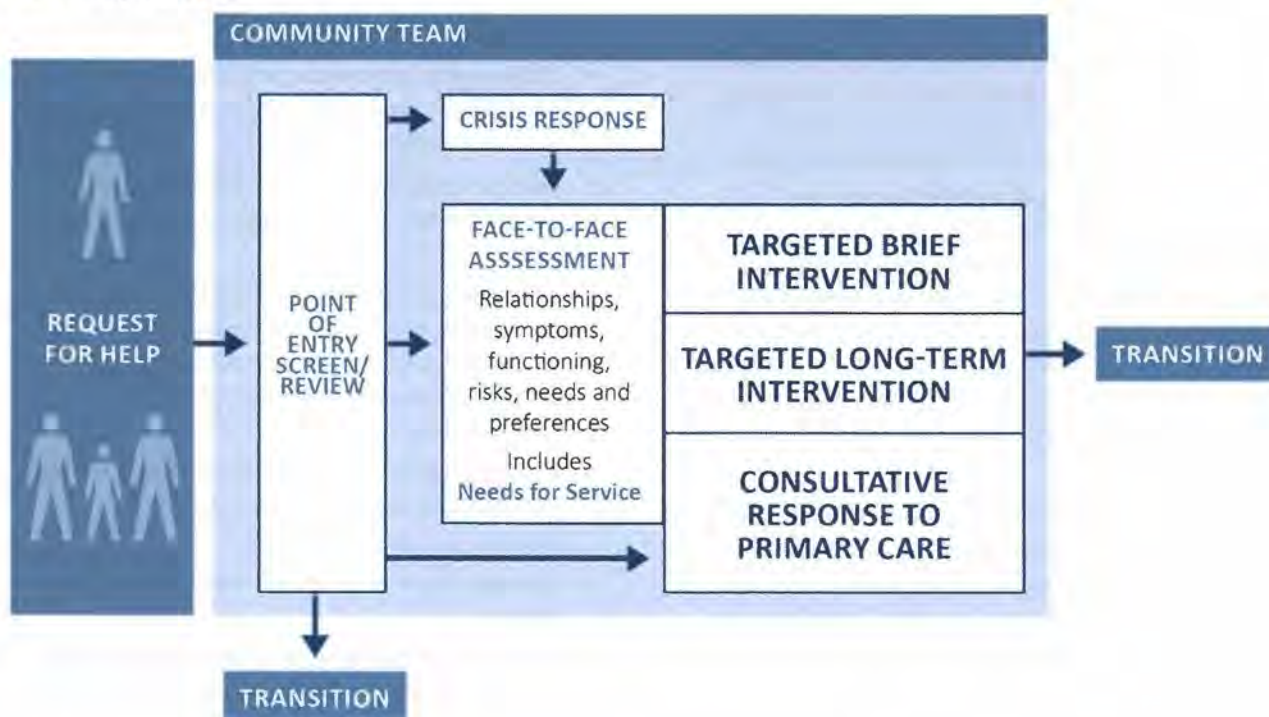 COMMUNITY TEAM
REQUEST
FOR HELP
POINT
OF
ENTRY
SCREEN/
REVIEW
CRISIS RESPONSE
FACE-TO-FACE
ASSSESSMENT
Relationships,
symptoms,
functioning,
risks, needs and
preferences
Includes
Needs for Service
TARGETED BRIEF
INTERVENTION
TARGETED LONG-TERM
INTERVENTION
CONSULTATIVE
RESPONSE TO
PRIMARY CARE
TRANSITION
TRANSITION